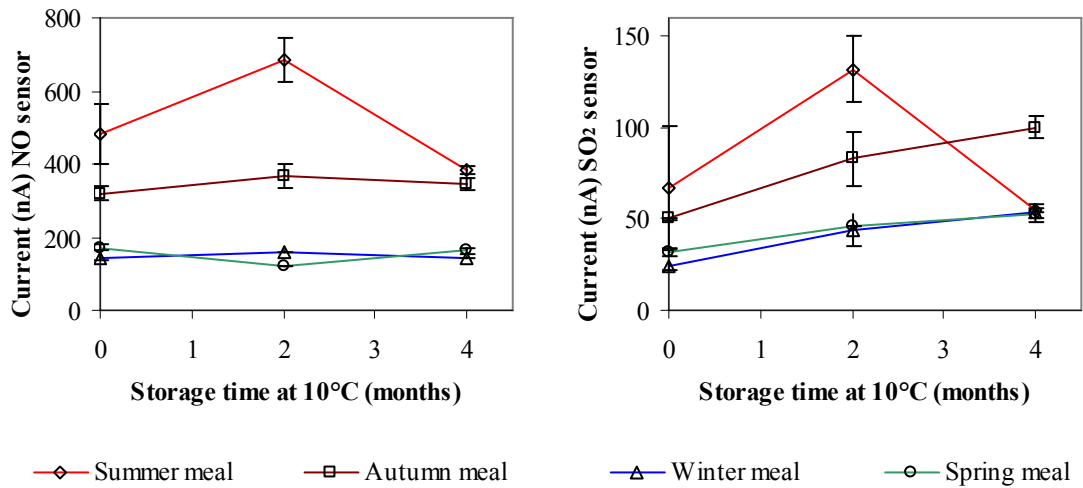 Current (nA) NO sensor
800
600
400
200
0
0 1 2 3 4
Storage time at 10°C (months)
Current (nA) SO2 sensor
150
100
50
0
0 1 2 3 4
Storage time at 10°C (months)
Summer meal Autumn meal Winter meal Spring meal